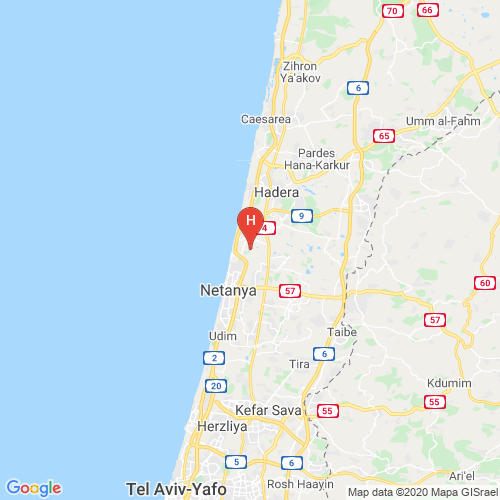 70
66
Zihron
Ya'akov
6
Caesarea
Umm al-Fahm
65
Pardes
Hana-Karkur
Hadera
9
H
4
60
Netanya
57
57
Udim
Taibe
2
6
Tira
20
Kdumim
55
Kefar Sava
55
Herzliya
5
6
Ari'el
Rosh Haayin
Tel Aviv-Yafo
Google
Map data ©2020 Mapa GISrael